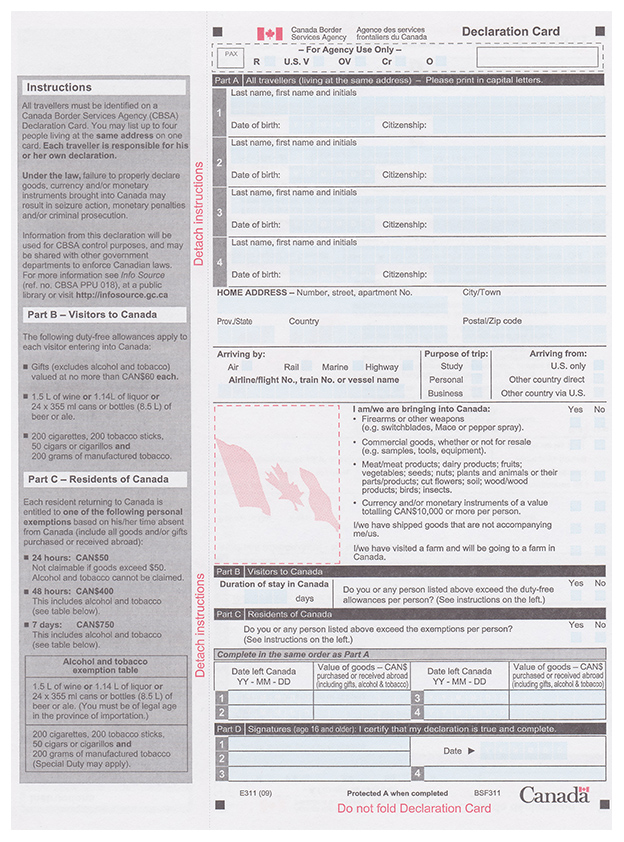 Instructions
All travellers must be identified on a
Canada Border Services Agency (CBSA)
Declaration Card. You may list up to four
people living at the same address on one
card. Each traveller is responsible for his
or her own declaration.
Under the law, failure to properly declare
goods, currency and/or monetary
instruments brought into Canada may
result in seizure action, monetary penalties
and/or criminal prosecution.
Information from this declaration will be
used for CBSA control purposes, and may
be shared with other government
departments to enforce Canadian laws.
For more information see Info Source
(ref. no. CBSA PPU 018), at a public
library or visit http://infosource.gc.ca
Part B – Visitors to Canada
The following duty-free allowances apply to
each visitor entering into Canada:
■ Gifts (excludes alcohol and tobacco)
valued at no more than CAN$60 each.
■ 1.5 L of wine or 1.14L of liquor or
24 x 355 ml cans or bottles (8.5 L) of
beer or ale.
■ 200 cigarettes, 200 tobacco sticks,
50 cigars or cigarillos and
200 grams of manufactured tobacco.
Part C – Residents of Canada
Each resident returning to Canada is
entitled to one of the following personal
exemptions based on his/her time absent
from Canada (include all goods and/or gifts
purchased or received abroad):
■ 24 hours: CAN$50
Not claimable if goods exceed $50.
Alcohol and tobacco cannot be claimed.
■ 48 hours: CAN$400
This includes alcohol and tobacco
(see table below).
■ 7 days: CAN$750
This includes alcohol and tobacco
(see table below).
Alcohol and tobacco
exemption table
1.5 L of wine or 1.14 L of liquor or
24 x 355 ml cans or bottles (8.5 L) of
beer or ale. (You must be of legal age
in the province of importation.)
200 cigarettes, 200 tobacco sticks,
50 cigars or cigarillos and
200 grams of manufactured tobacco
(Special Duty may apply).
Detach instructions
Detach instructions
Canada Border Services Agency
Agence des services frontaliers du Canada
Declaration Card
– For Agency Use Only –
PAX
R U.S. V OV Cr O
Part A All travellers (living at the same address) – Please print in capital letters.
1 Last name, first name and initials
Date of birth: Citizenship:
2 Last name, first name and initials
Date of birth: Citizenship:
3 Last name, first name and initials
Date of birth: Citizenship:
4 Last name, first name and initials
Date of birth: Citizenship:
HOME ADDRESS – Number, street, apartment No. City/Town
Prov./State Country Postal/Zip code
Arriving by: Purpose of trip: Arriving from:
Air Rail Marine Highway Study U.S. only
Airline/flight No., train No. or vessel name Personal Other country direct
Business Other country via U.S.
I am/we are bringing into Canada: Yes No
• Firearms or other weapons
(e.g. switchblades, Mace or pepper spray).
• Commercial goods, whether or not for resale
(e.g. samples, tools, equipment).
• Meat/meat products; dairy products; fruits;
vegetables; seeds; nuts; plants and animals or their
parts/products; cut flowers; soil; wood/wood
products; birds; insects.
• Currency and/or monetary instruments of a value
totalling CAN$10,000 or more per person.
I/we have shipped goods that are not accompanying
me/us.
I/we have visited a farm and will be going to a farm in
Canada.
Part B Visitors to Canada
Duration of stay in Canada
days
Do you or any person listed above exceed the duty-free
allowances per person? (See instructions on the left.)
Yes No
Part C Residents of Canada
Do you or any person listed above exceed the exemptions per person?
(See instructions on the left.)
Yes No
Complete in the same order as Part A
Date left Canada
YY - MM - DD
Value of goods – CAN$
purchased or received abroad
(including gifts, alcohol & tobacco)
Date left Canada
YY - MM - DD
Value of goods – CAN$
purchased or received abroad
(including gifts, alcohol & tobacco)
1 3
2 4
Part D Signatures (age 16 and older): I certify that my declaration is true and complete.
1
2
Date ►
3 4
E311 (09) Protected A when completed BSF311
Canada
Do not fold Declaration Card